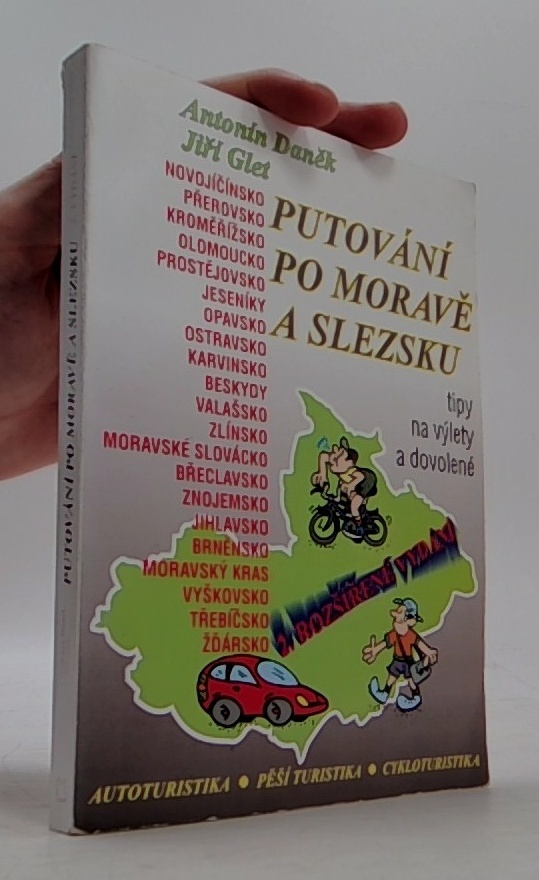 Antonín Daněk
Jiří Glet
NOVOJÍČÍNSKO
PŘEROVSKO
KROMĚŘÍŽSKO
OLOMOUCKO
PROSTĚJOVSKO
JESENÍKY
OPAVSKO
OSTRAVSKO
KARVINSKO
BESKYDY
VALAŠSKO
ZLÍNSKO
MORAVSKÉ SLOVÁCKO
BŘECLAVSKO
ZNOJEMSKO
JIHLAVSKO
BRNĚNSKO
MORAVSKÝ KRAS
VYŠKOVSKO
TŘEBÍČSKO
ŽĎÁRSKO
PUTOVÁNÍ
PO MORAVĚ
A SLEZSKU
tipy
na výlety
a dovolené
2. ROZŠÍŘENÉ VYDÁNÍ
AUTOTURISTIKA • PĚŠÍ TURISTIKA • CYKLOTURISTIKA
PUTOVÁNÍ PO MORAVĚ A SLEZSKU